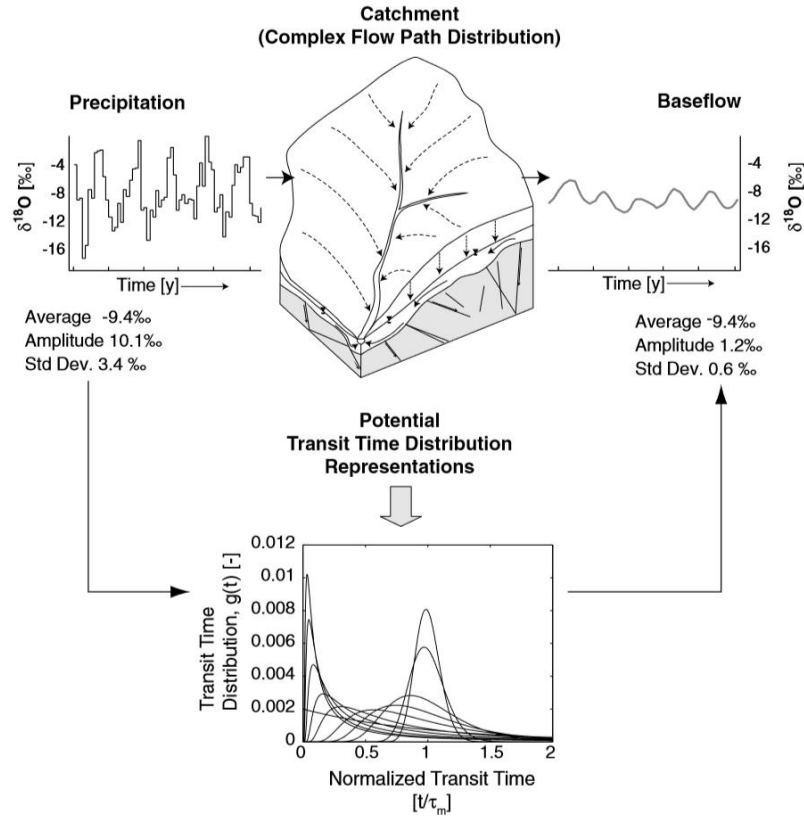 Catchment
(Complex Flow Path Distribution)
Precipitation
δ18O [‰]
-4
-8
-12
-16
Time [y]
Average -9.4‰
Amplitude 10.1‰
Std Dev. 3.4 ‰
Baseflow
-4
-8
-12
-16
δ18O [‰]
Time [y]
Average -9.4‰
Amplitude 1.2‰
Std Dev. 0.6 ‰
Potential
Transit Time Distribution
Representations
Transit Time
Distribution, g(t) [-]
0.012
0.01
0.008
0.006
0.004
0.002
0
0 0.5 1 1.5 2
Normalized Transit Time
[t/τm]